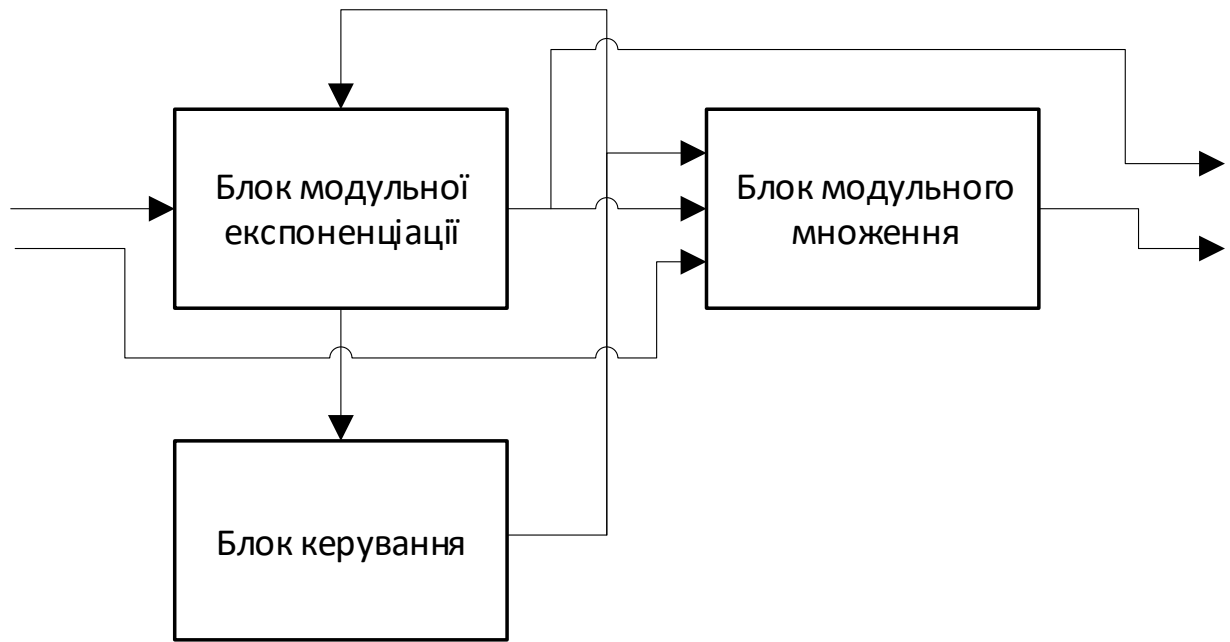 Блок модульної
експоненціації
Блок модульного
множення
Блок керування